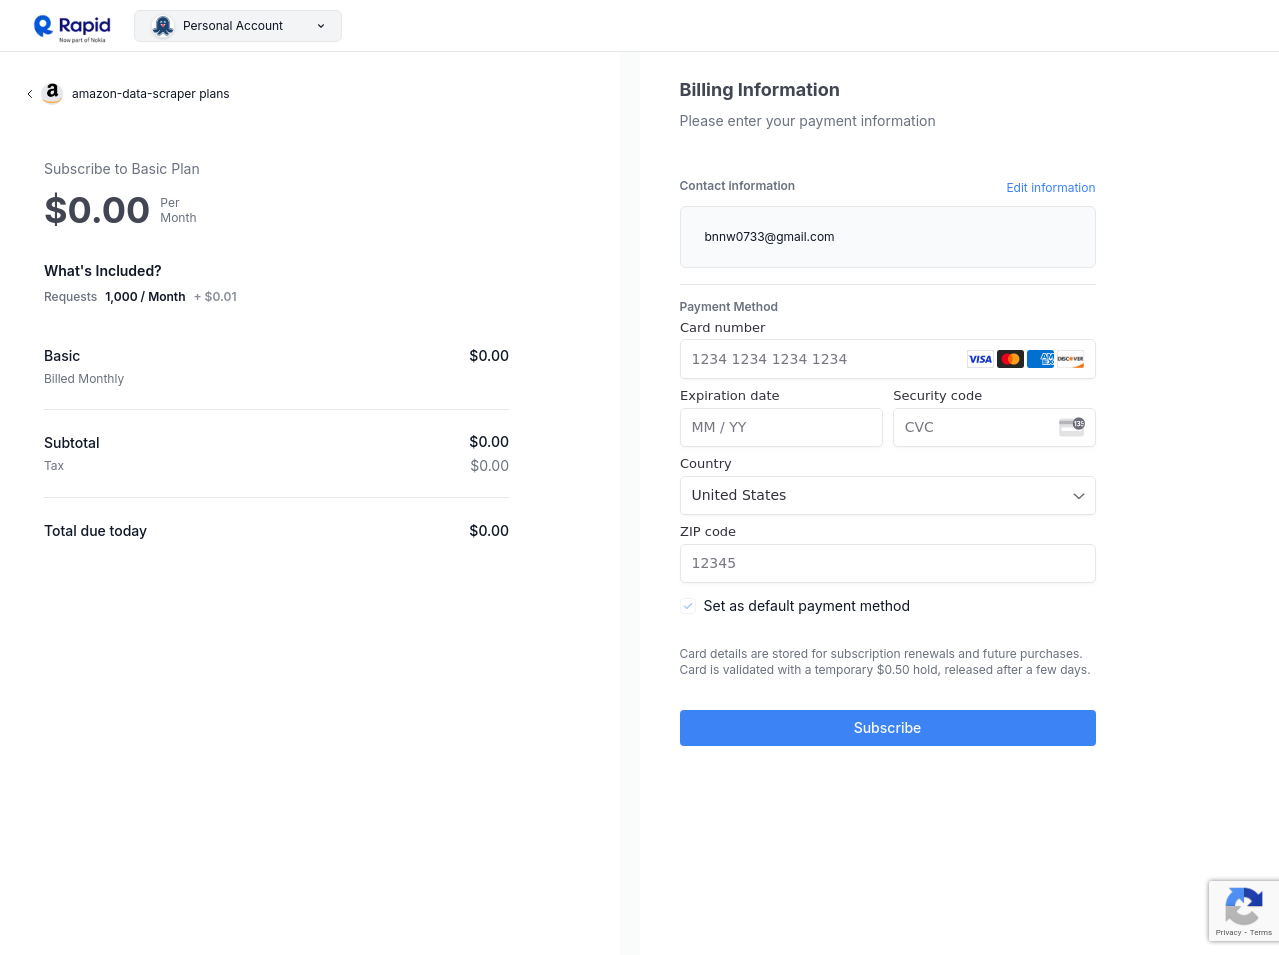 Rapid
Now part of Nokia
Personal Account
amazon-data-scraper plans
Subscribe to Basic Plan
$0.00 Per Month
What's Included?
Requests 1,000 / Month + $0.01
Basic $0.00
Billed Monthly
Subtotal $0.00
Tax $0.00
Total due today $0.00
Billing Information
Please enter your payment information
Contact information Edit information
bnnw0733@gmail.com
Payment Method
Card number
1234 1234 1234 1234 VISA AM EX DISCOVER
Expiration date Security code
MM / YY CVC 135
Country
United States
ZIP code
12345
Set as default payment method
Card details are stored for subscription renewals and future purchases.
Card is validated with a temporary $0.50 hold, released after a few days.
Subscribe
Privacy - Terms